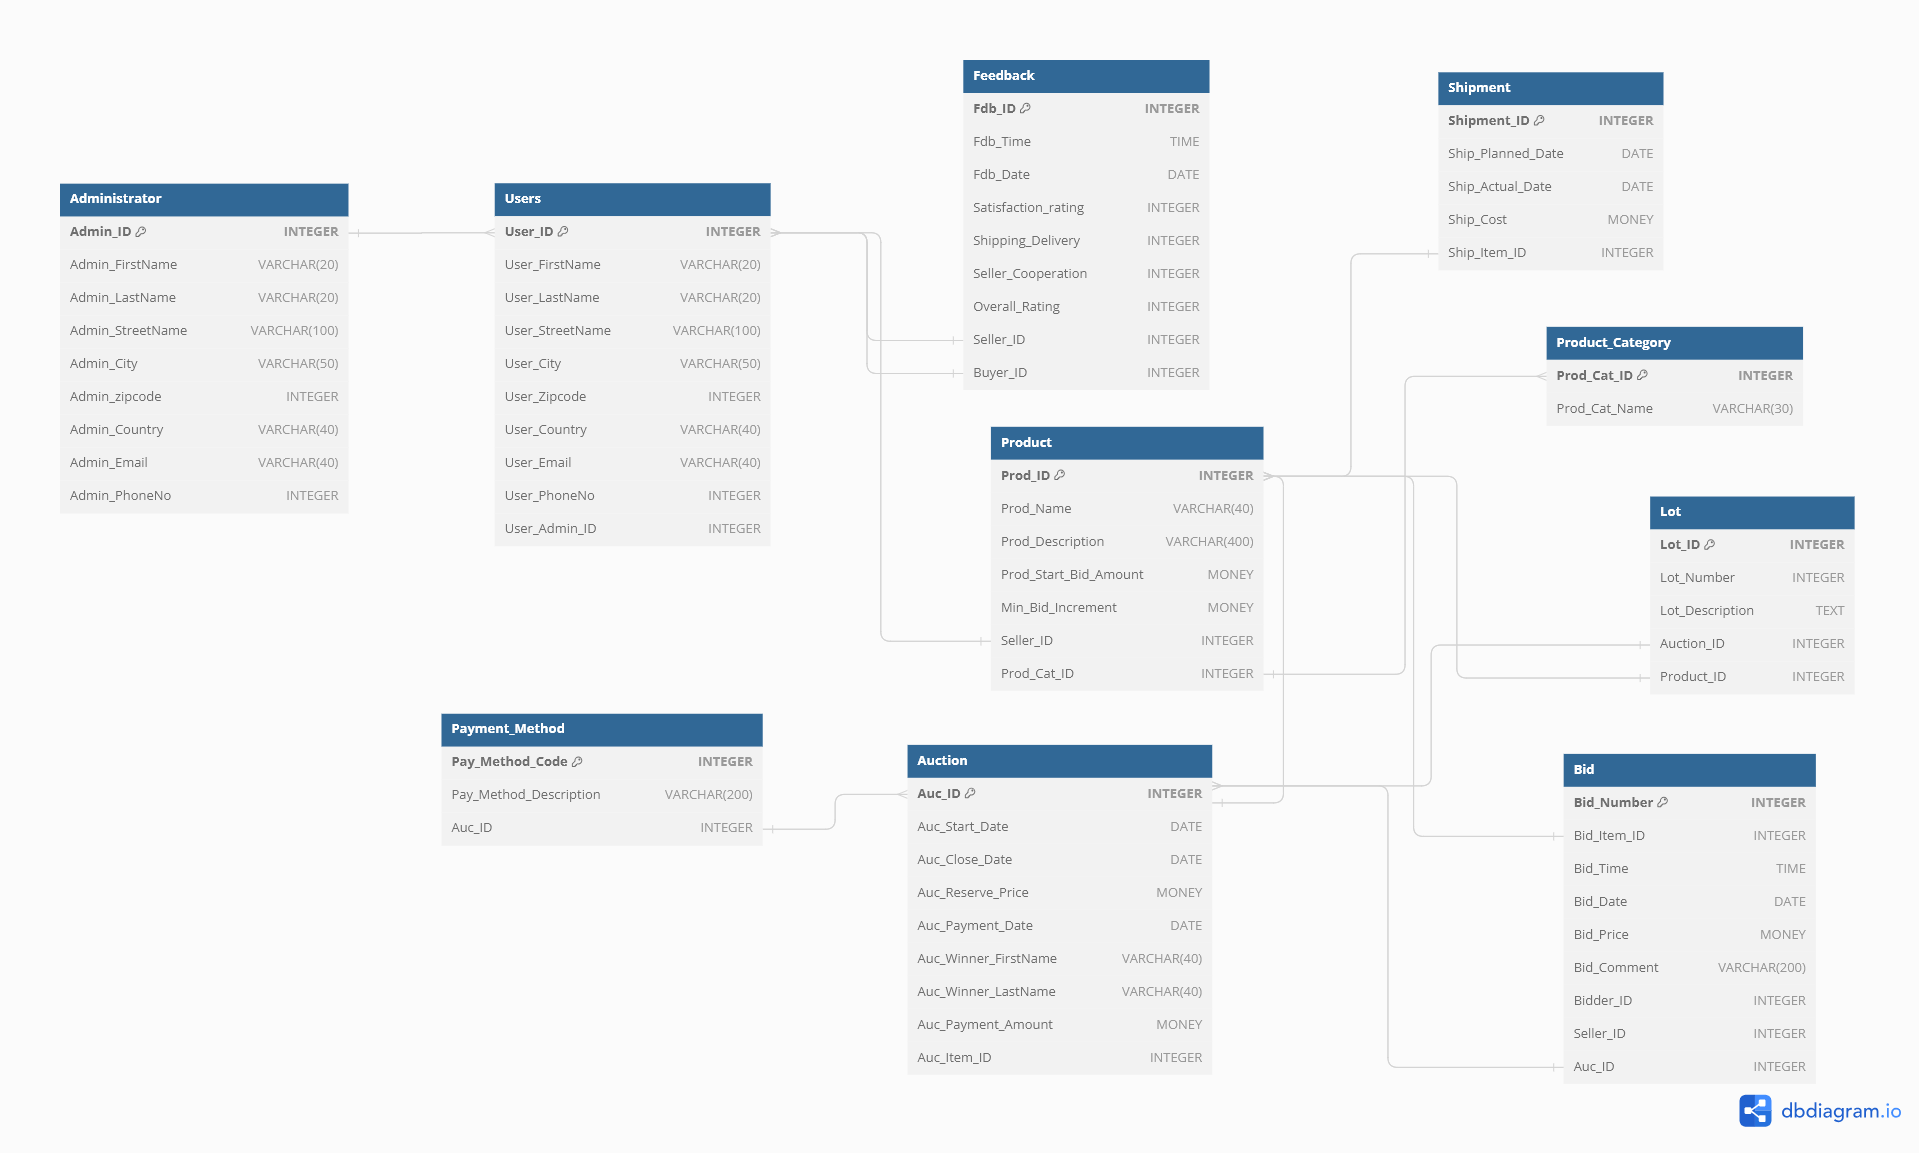 Administrator
Admin_ID INTEGER
Admin_FirstName VARCHAR(20)
Admin_LastName VARCHAR(20)
Admin_StreetName VARCHAR(100)
Admin_City VARCHAR(50)
Admin_zipcode INTEGER
Admin_Country VARCHAR(40)
Admin_Email VARCHAR(40)
Admin_PhoneNo INTEGER
Users
User_ID INTEGER
User_FirstName VARCHAR(20)
User_LastName VARCHAR(20)
User_StreetName VARCHAR(100)
User_City VARCHAR(50)
User_Zipcode INTEGER
User_Country VARCHAR(40)
User_Email VARCHAR(40)
User_PhoneNo INTEGER
User_Admin_ID INTEGER
Feedback
Fdb_ID INTEGER
Fdb_Time TIME
Fdb_Date DATE
Satisfaction_rating INTEGER
Shipping_Delivery INTEGER
Seller_Cooperation INTEGER
Overall_Rating INTEGER
Seller_ID INTEGER
Buyer_ID INTEGER
Shipment
Shipment_ID INTEGER
Ship_Planned_Date DATE
Ship_Actual_Date DATE
Ship_Cost MONEY
Ship_Item_ID INTEGER
Product_Category
Prod_Cat_ID INTEGER
Prod_Cat_Name VARCHAR(30)
Product
Prod_ID INTEGER
Prod_Name VARCHAR(40)
Prod_Description VARCHAR(400)
Prod_Start_Bid_Amount MONEY
Min_Bid_Increment MONEY
Seller_ID INTEGER
Prod_Cat_ID INTEGER
Lot
Lot_ID INTEGER
Lot_Number INTEGER
Lot_Description TEXT
Auction_ID INTEGER
Product_ID INTEGER
Payment_Method
Pay_Method_Code INTEGER
Pay_Method_Description VARCHAR(200)
Auc_ID INTEGER
Auction
Auc_ID INTEGER
Auc_Start_Date DATE
Auc_Close_Date DATE
Auc_Reserve_Price MONEY
Auc_Payment_Date DATE
Auc_Winner_FirstName VARCHAR(40)
Auc_Winner_LastName VARCHAR(40)
Auc_Payment_Amount MONEY
Auc_Item_ID INTEGER
Bid
Bid_Number INTEGER
Bid_Item_ID INTEGER
Bid_Time TIME
Bid_Date DATE
Bid_Price MONEY
Bid_Comment VARCHAR(200)
Bidder_ID INTEGER
Seller_ID INTEGER
Auc_ID INTEGER
dbdiagram.io